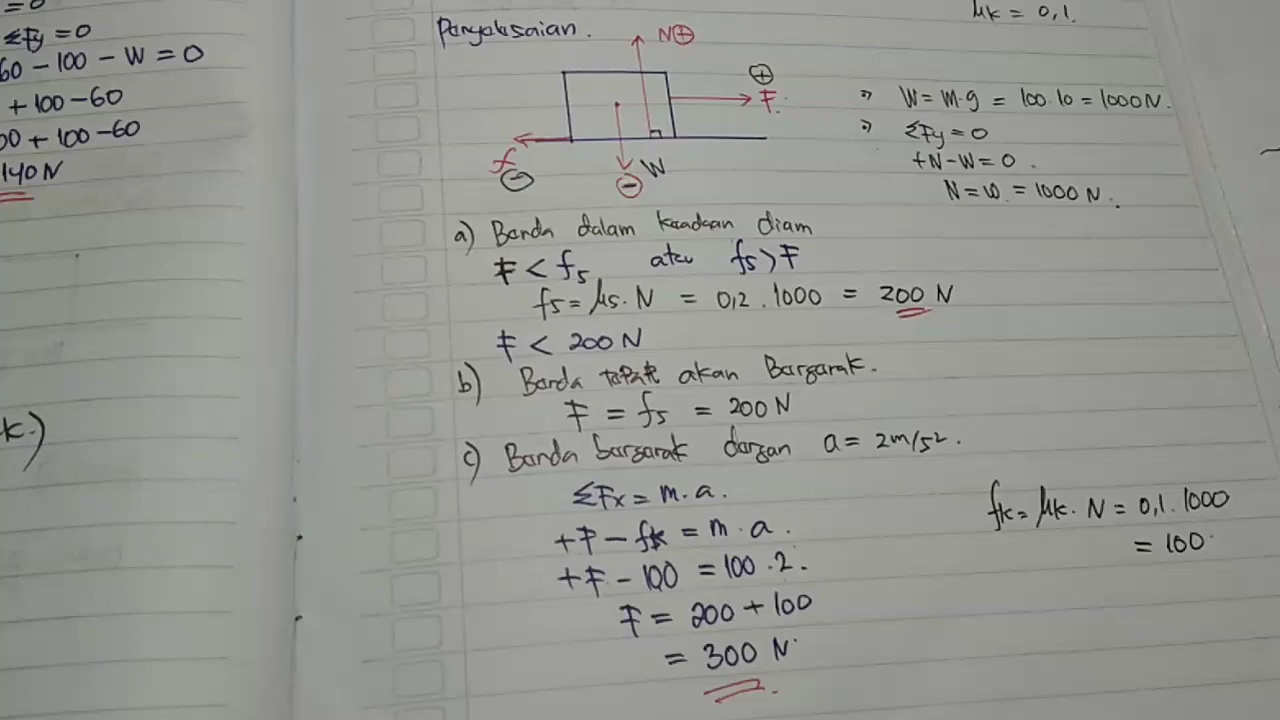 = 0
ΣFy = 0
60 - 100 - W = 0
+ 100 - 60
00 + 100 - 60
140 N
k.)
μk = 0,1.
Penyelesaian.
N ⊕
⊕
F.
f
⊖
W
⊖
W = m.g = 100.10 = 1000 N.
ΣFy = 0
+N - W = 0.
N = W. = 1000 N.
a) Benda dalam keadaan diam
F < fs atau fs > F
fs = μs. N = 0,2 . 1000 = 200 N
F < 200 N
b) Benda tepat akan Bergerak.
F = fs = 200 N
c) Benda bergerak dengan a = 2 m/s².
ΣFx = m.a.
+F - fk = m.a.
+F - 100 = 100 .2.
F = 200 + 100
= 300 N
fk = μk. N = 0,1. 1000
= 100